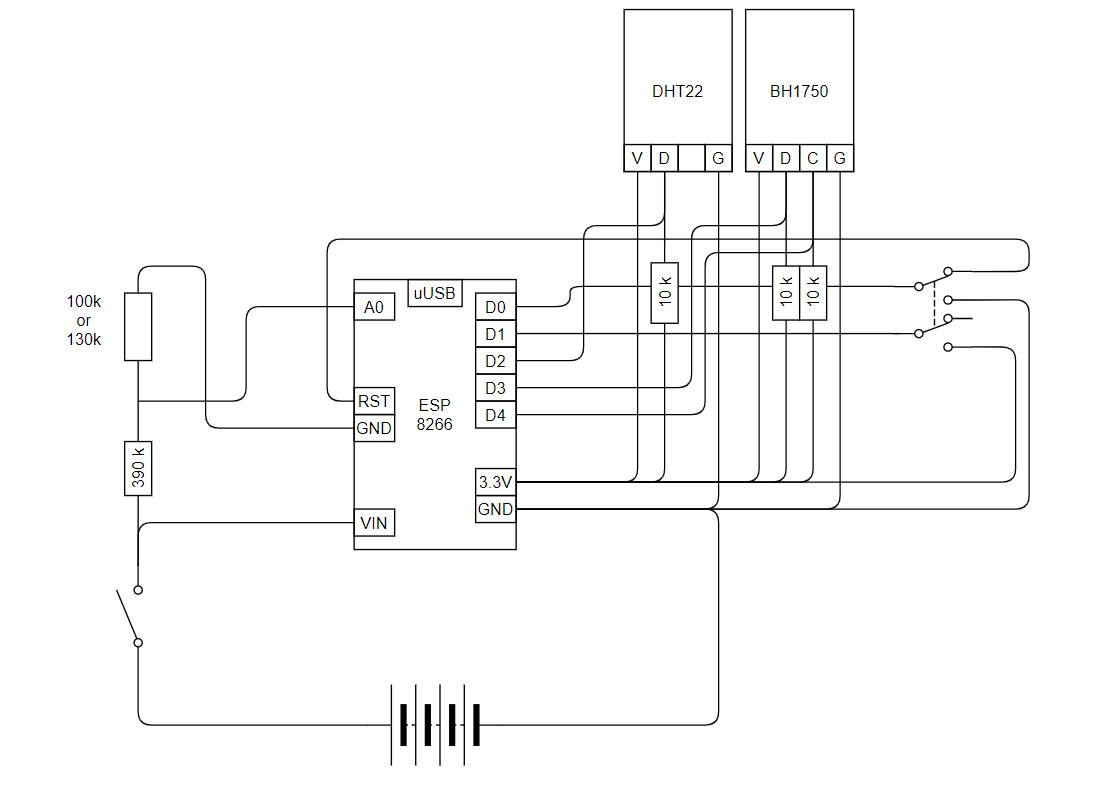 DHT22
BH1750
V D G
V D C G
100k
or
130k
390 k
10 k
10 k
10 k
uUSB
A0
RST
GND
VIN
ESP
8266
D0
D1
D2
D3
D4
3.3V
GND